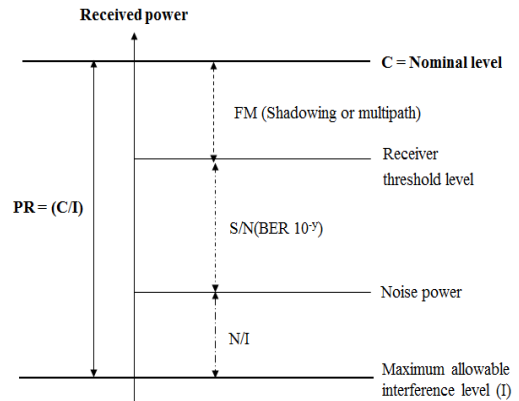 Received power
C = Nominal level
FM (Shadowing or multipath)
Receiver
threshold level
PR = (C/I)
S/N(BER 10⁻ʸ)
Noise power
N/I
Maximum allowable
interference level (I)